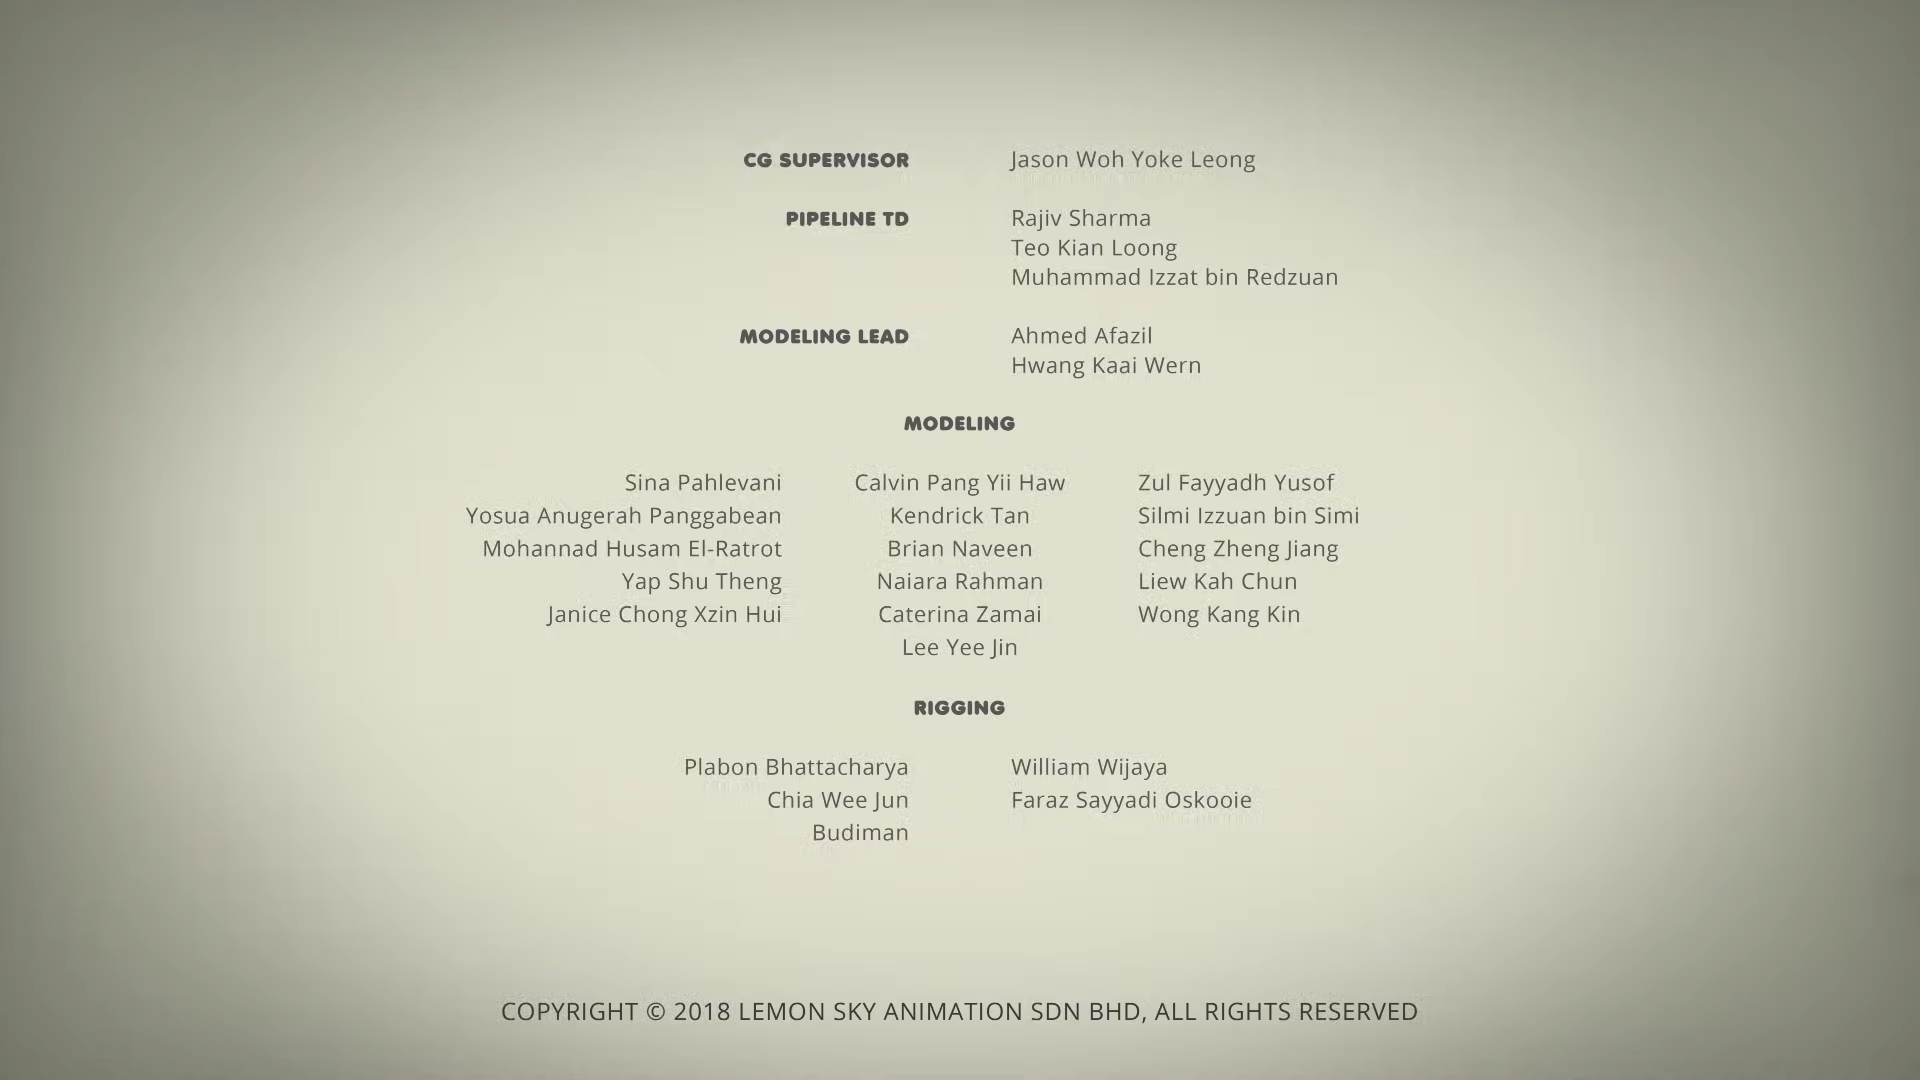 CG SUPERVISOR Jason Woh Yoke Leong
PIPELINE TD Rajiv Sharma
Teo Kian Loong
Muhammad Izzat bin Redzuan
MODELING LEAD Ahmed Afazil
Hwang Kaai Wern
MODELING
Sina Pahlevani Calvin Pang Yii Haw Zul Fayyadh Yusof
Yosua Anugerah Panggabean Kendrick Tan Silmi Izzuan bin Simi
Mohannad Husam El-Ratrot Brian Naveen Cheng Zheng Jiang
Yap Shu Theng Naiara Rahman Liew Kah Chun
Janice Chong Xzin Hui Caterina Zamai Wong Kang Kin
Lee Yee Jin
RIGGING
Plabon Bhattacharya William Wijaya
Chia Wee Jun Faraz Sayyadi Oskooie
Budiman
COPYRIGHT © 2018 LEMON SKY ANIMATION SDN BHD, ALL RIGHTS RESERVED